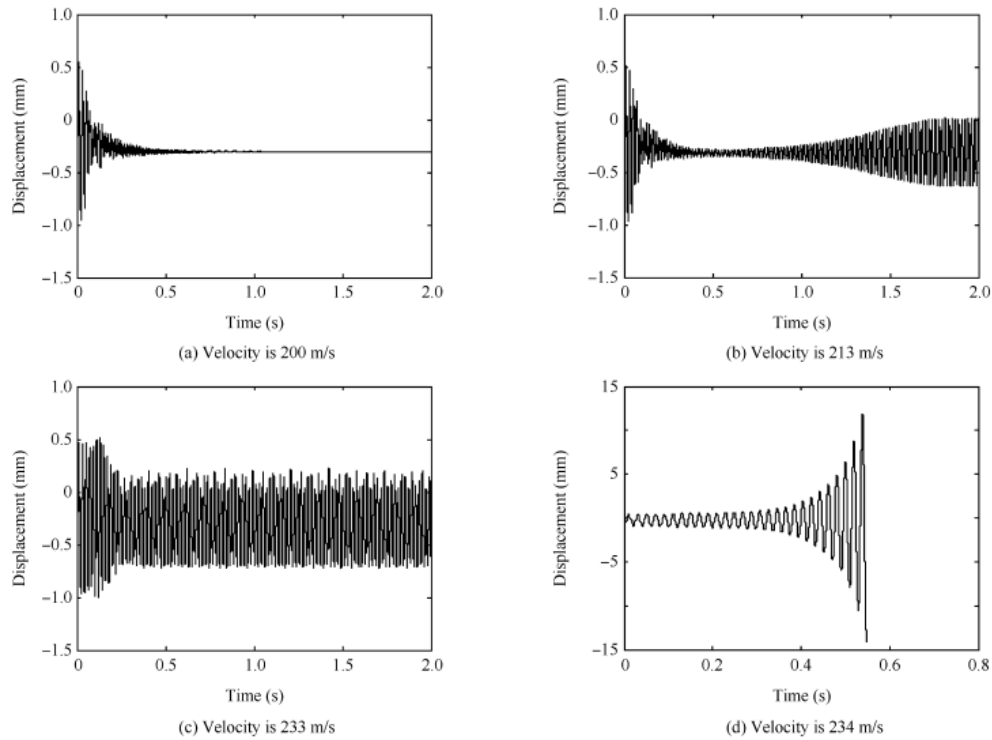 1.0
0.5
0
−0.5
−1.0
−1.5
Displacement (mm)
0 0.5 1.0 1.5 2.0
Time (s)
(a) Velocity is 200 m/s
1.0
0.5
0
−0.5
−1.0
−1.5
Displacement (mm)
0 0.5 1.0 1.5 2.0
Time (s)
(b) Velocity is 213 m/s
1.0
0.5
0
−0.5
−1.0
−1.5
Displacement (mm)
0 0.5 1.0 1.5 2.0
Time (s)
(c) Velocity is 233 m/s
15
5
−5
−15
Displacement (mm)
0 0.2 0.4 0.6 0.8
Time (s)
(d) Velocity is 234 m/s